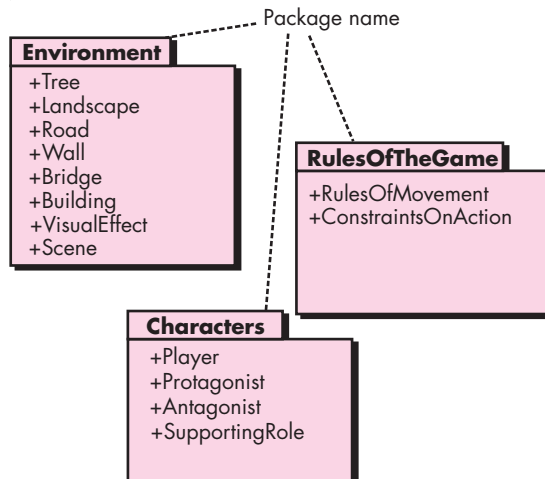 Package name
Environment
+Tree
+Landscape
+Road
+Wall
+Bridge
+Building
+VisualEffect
+Scene
RulesOfTheGame
+RulesOfMovement
+ConstraintsOnAction
Characters
+Player
+Protagonist
+Antagonist
+SupportingRole